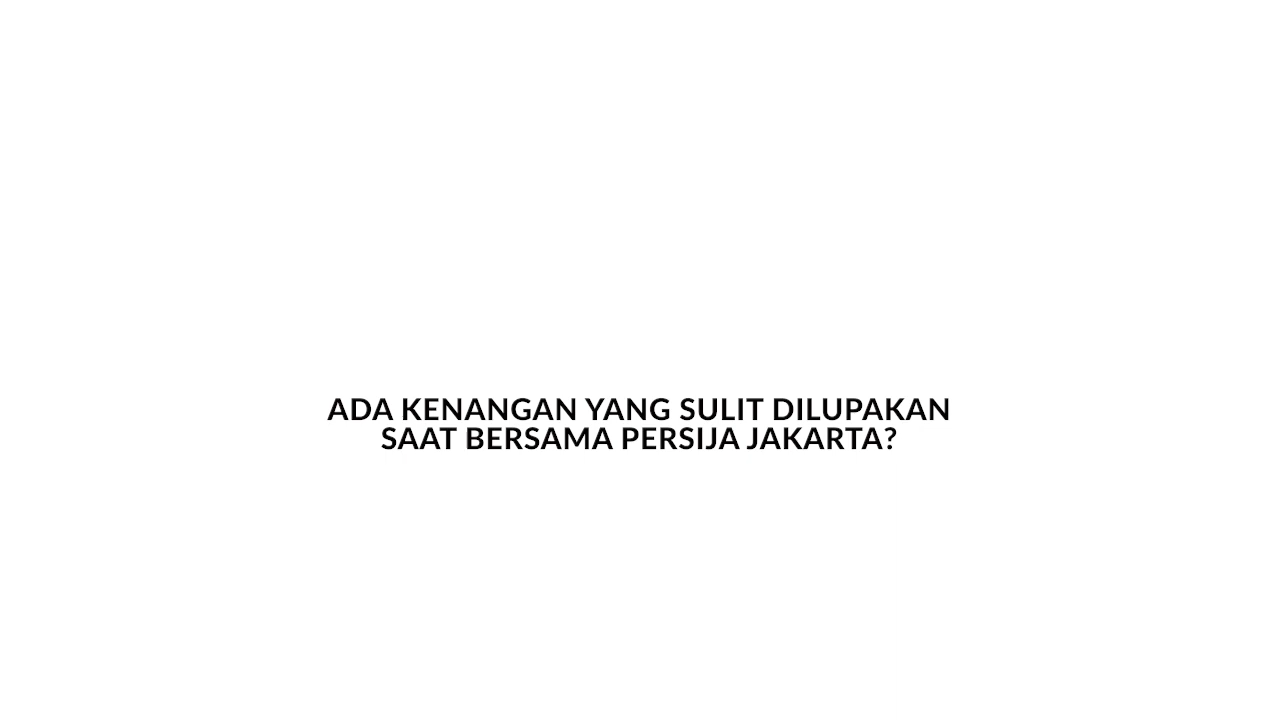 ADA KENANGAN YANG SULIT DILUPAKAN
SAAT BERSAMA PERSIJA JAKARTA?